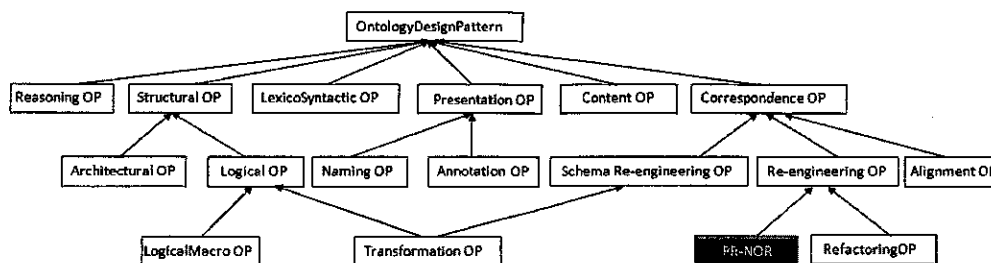 OntologyDesignPattern
Reasoning OP Structural OP LexicoSyntactic OP Presentation OP Content OP Correspondence OP
Architectural OP Logical OP Naming OP Annotation OP Schema Re-engineering OP Re-engineering OP Alignment OP
LogicalMacro OP Transformation OP PR-NOR RefactoringOP